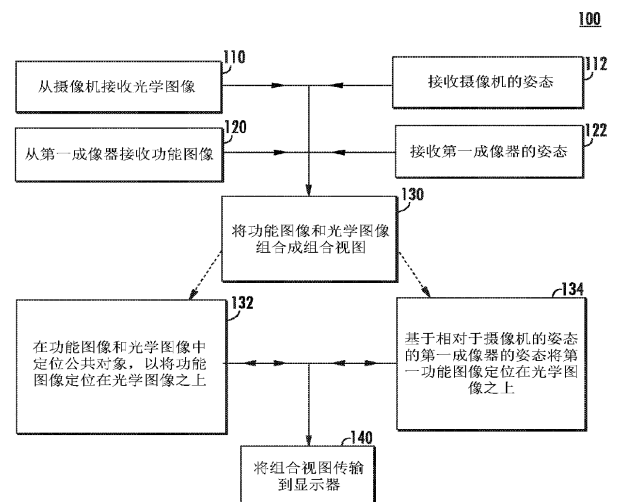 100
110
从摄像机接收光学图像
112
接收摄像机的姿态
120
从第一成像器接收功能图像
122
接收第一成像器的姿态
130
将功能图像和光学图像
组合成组合视图
132
在功能图像和光学图像中
定位公共对象，以将功能
图像定位在光学图像之上
134
基于相对于摄像机的姿态
的第一成像器的姿态将第
一功能图像定位在光学图
像之上
140
将组合视图传输
到显示器